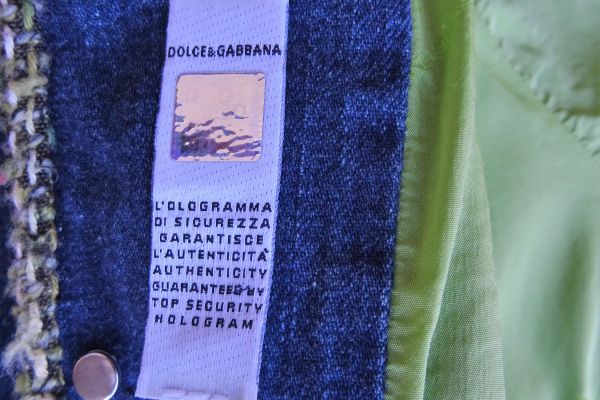 DOLCE&GABBANA
L'OLOGRAMMA
DI SICUREZZA
GARANTISCE
L'AUTENTICITÀ
AUTHENTICITY
GUARANTEED BY
TOP SECURITY
HOLOGRAM